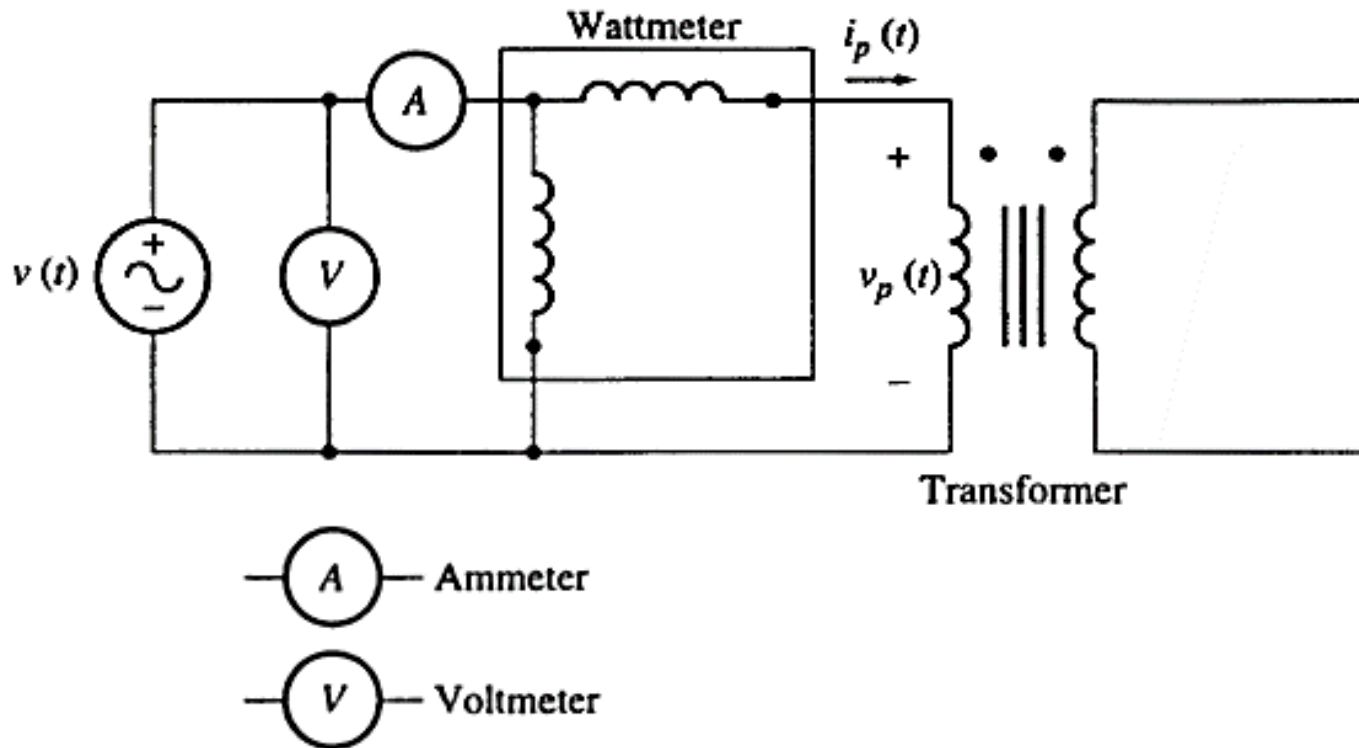 Wattmeter
i_p (t)
A
+
v (t)
+
−
V
v_p (t)
−
Transformer
A Ammeter
V Voltmeter